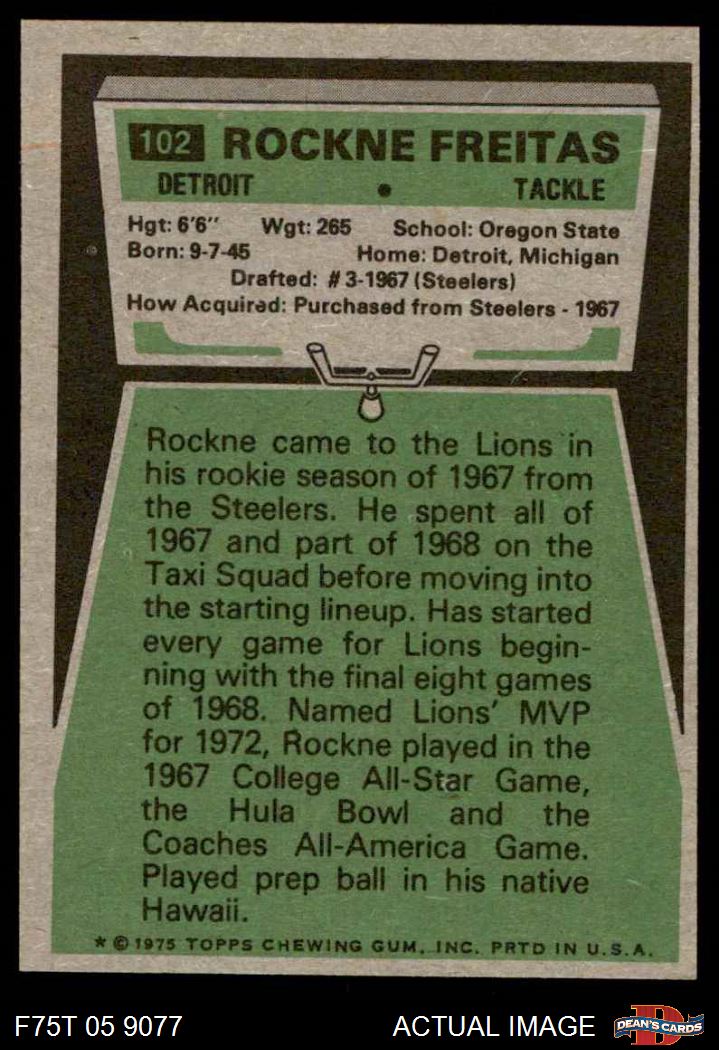 102 ROCKNE FREITAS
DETROIT • TACKLE
Hgt: 6'6" Wgt: 265 School: Oregon State
Born: 9-7-45 Home: Detroit, Michigan
Drafted: #3-1967 (Steelers)
How Acquired: Purchased from Steelers - 1967
Rockne came to the Lions in
his rookie season of 1967 from
the Steelers. He spent all of
1967 and part of 1968 on the
Taxi Squad before moving into
the starting lineup. Has started
every game for Lions begin-
ning with the final eight games
of 1968. Named Lions' MVP
for 1972, Rockne played in the
1967 College All-Star Game,
the Hula Bowl and the
Coaches All-America Game.
Played prep ball in his native
Hawaii.
* © 1975 TOPPS CHEWING GUM, INC. PRTD IN U.S.A.
F75T 05 9077 ACTUAL IMAGE D DEAN'S CARDS